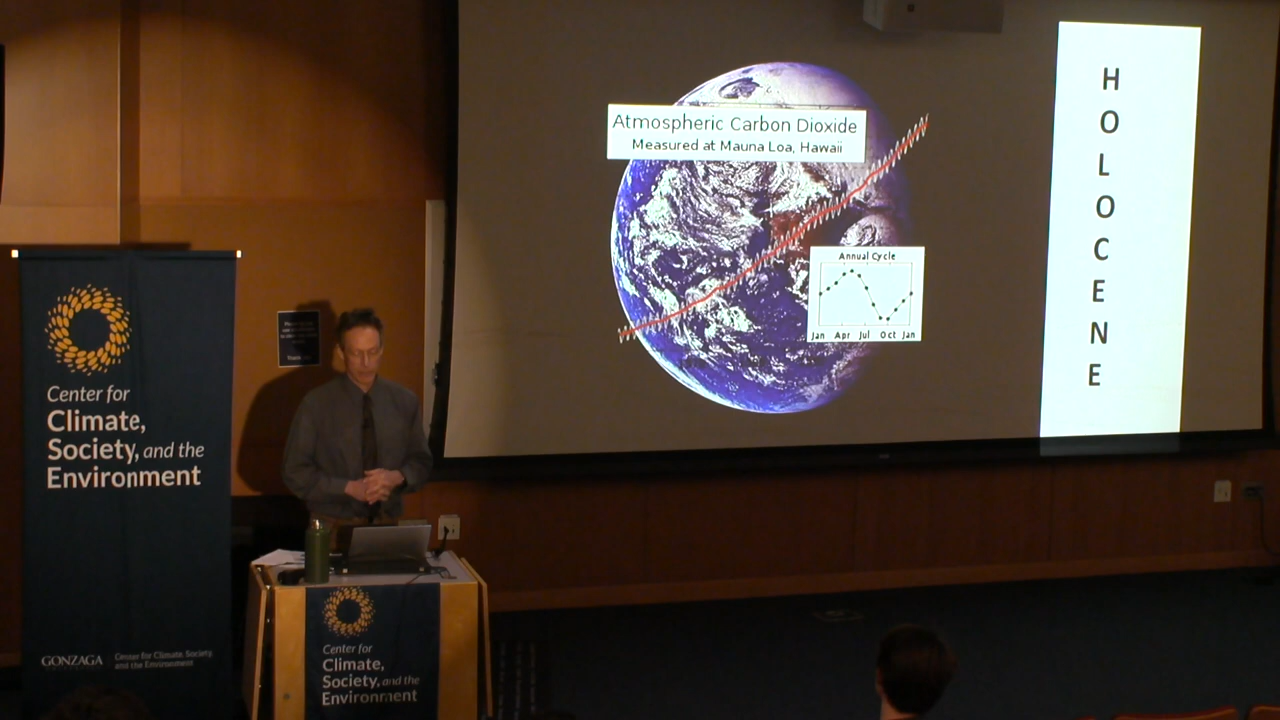 Center for
Climate,
Society, and the
Environment
GONZAGA
Center for Climate, Society,
and the Environment
Center for
Climate,
Society, and the
Environment
Atmospheric Carbon Dioxide
Measured at Mauna Loa, Hawaii
Annual Cycle
Jan Apr Jul Oct Jan
H
O
L
O
C
E
N
E